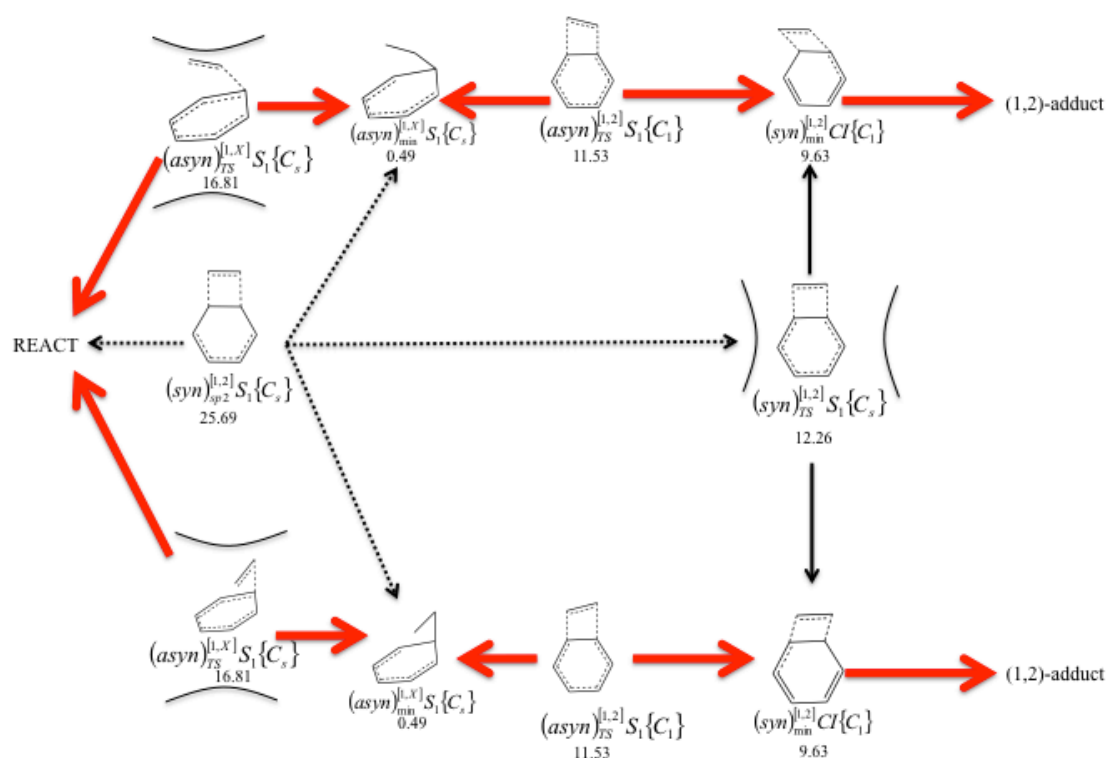 (asyn)_{TS}^{[1,X]} S_1{C_s}
16.81
(asyn)_{min}^{[1,X]} S_1{C_s}
0.49
(asyn)_{TS}^{[1,2]} S_1{C_1}
11.53
(syn)_{min}^{[1,2]} CI{C_1}
9.63
(1,2)-adduct
REACT
(syn)_{sp2}^{[1,2]} S_1{C_s}
25.69
(syn)_{TS}^{[1,2]} S_1{C_s}
12.26
(asyn)_{TS}^{[1,X]} S_1{C_s}
16.81
(asyn)_{min}^{[1,X]} S_1{C_s}
0.49
(asyn)_{TS}^{[1,2]} S_1{C_1}
11.53
(syn)_{min}^{[1,2]} CI{C_1}
9.63
(1,2)-adduct